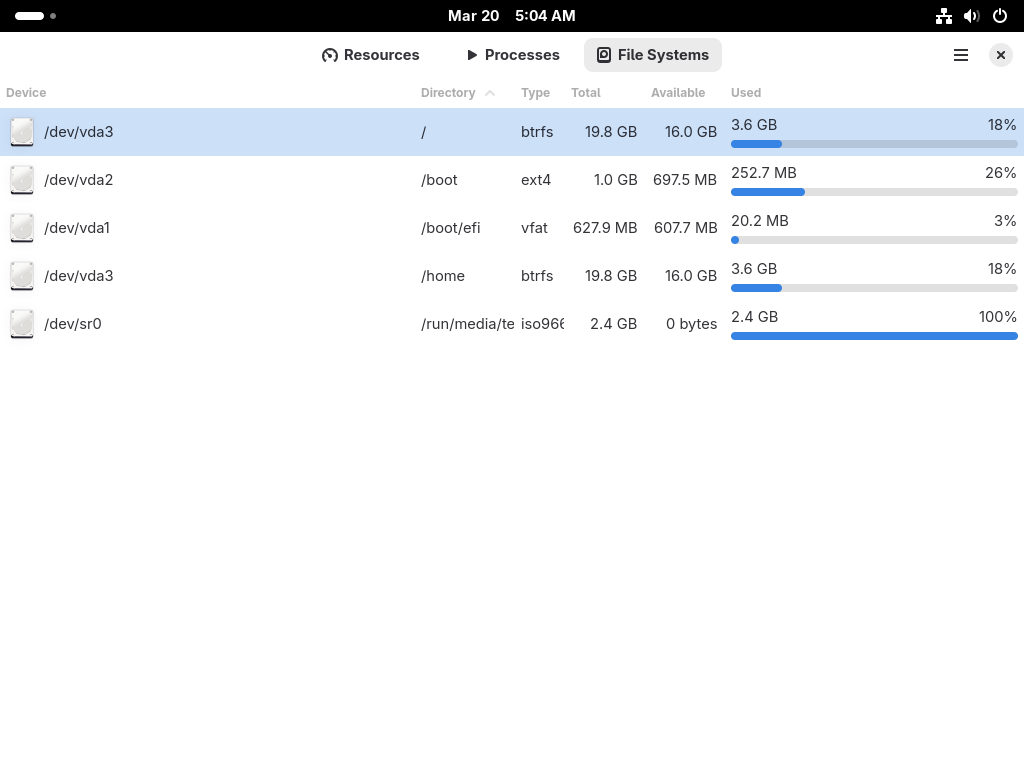 Mar 20 5:04 AM
Resources Processes File Systems
Device Directory Type Total Available Used
/dev/vda3 / btrfs 19.8 GB 16.0 GB 3.6 GB 18%
/dev/vda2 /boot ext4 1.0 GB 697.5 MB 252.7 MB 26%
/dev/vda1 /boot/efi vfat 627.9 MB 607.7 MB 20.2 MB 3%
/dev/vda3 /home btrfs 19.8 GB 16.0 GB 3.6 GB 18%
/dev/sr0 /run/media/te iso966 2.4 GB 0 bytes 2.4 GB 100%